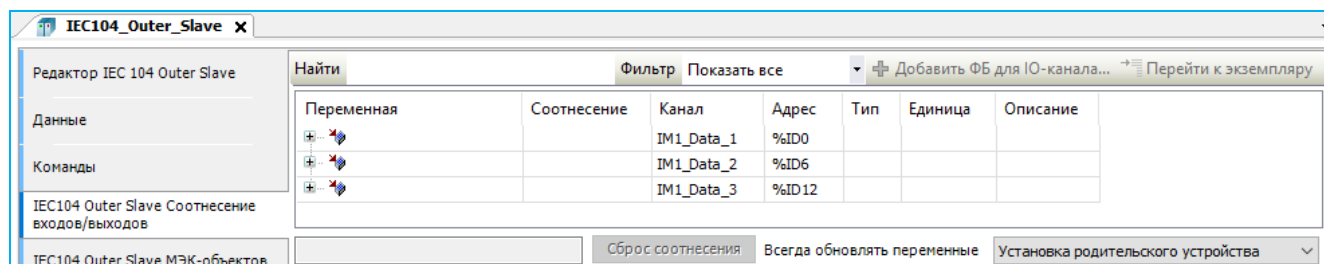 IEC104_Outer_Slave X
Редактор IEC 104 Outer Slave
Данные
Команды
IEC104 Outer Slave Соотнесение
входов/выходов
IEC104 Outer Slave МЭК-объектов
Найти Фильтр Показать все Добавить ФБ для IO-канала... Перейти к экземпляру
Переменная Соотнесение Канал Адрес Тип Единица Описание
IM1_Data_1 %ID0
IM1_Data_2 %ID6
IM1_Data_3 %ID12
Сброс соотнесения Всегда обновлять переменные Установка родительского устройства